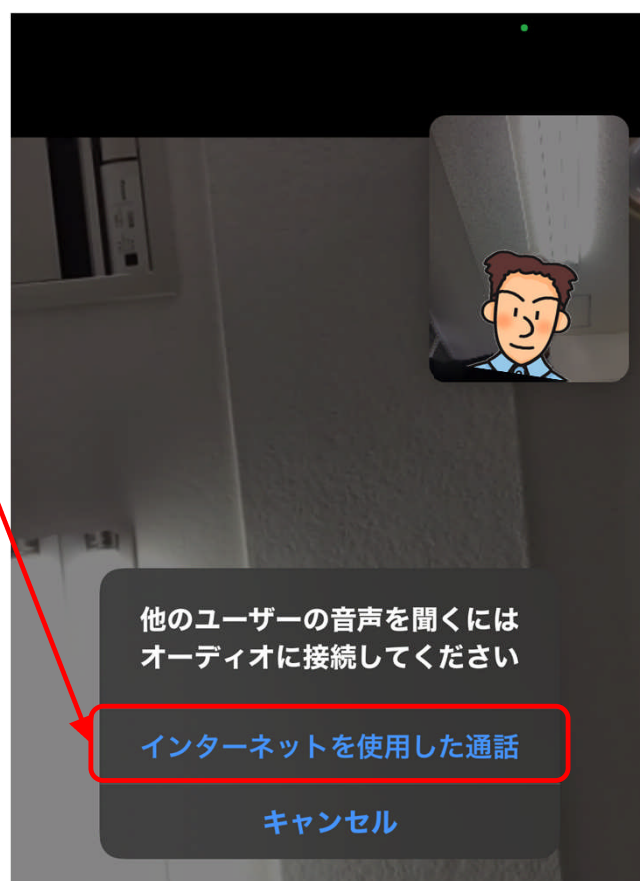 他のユーザーの音声を聞くには
オーディオに接続してください
インターネットを使用した通話
キャンセル